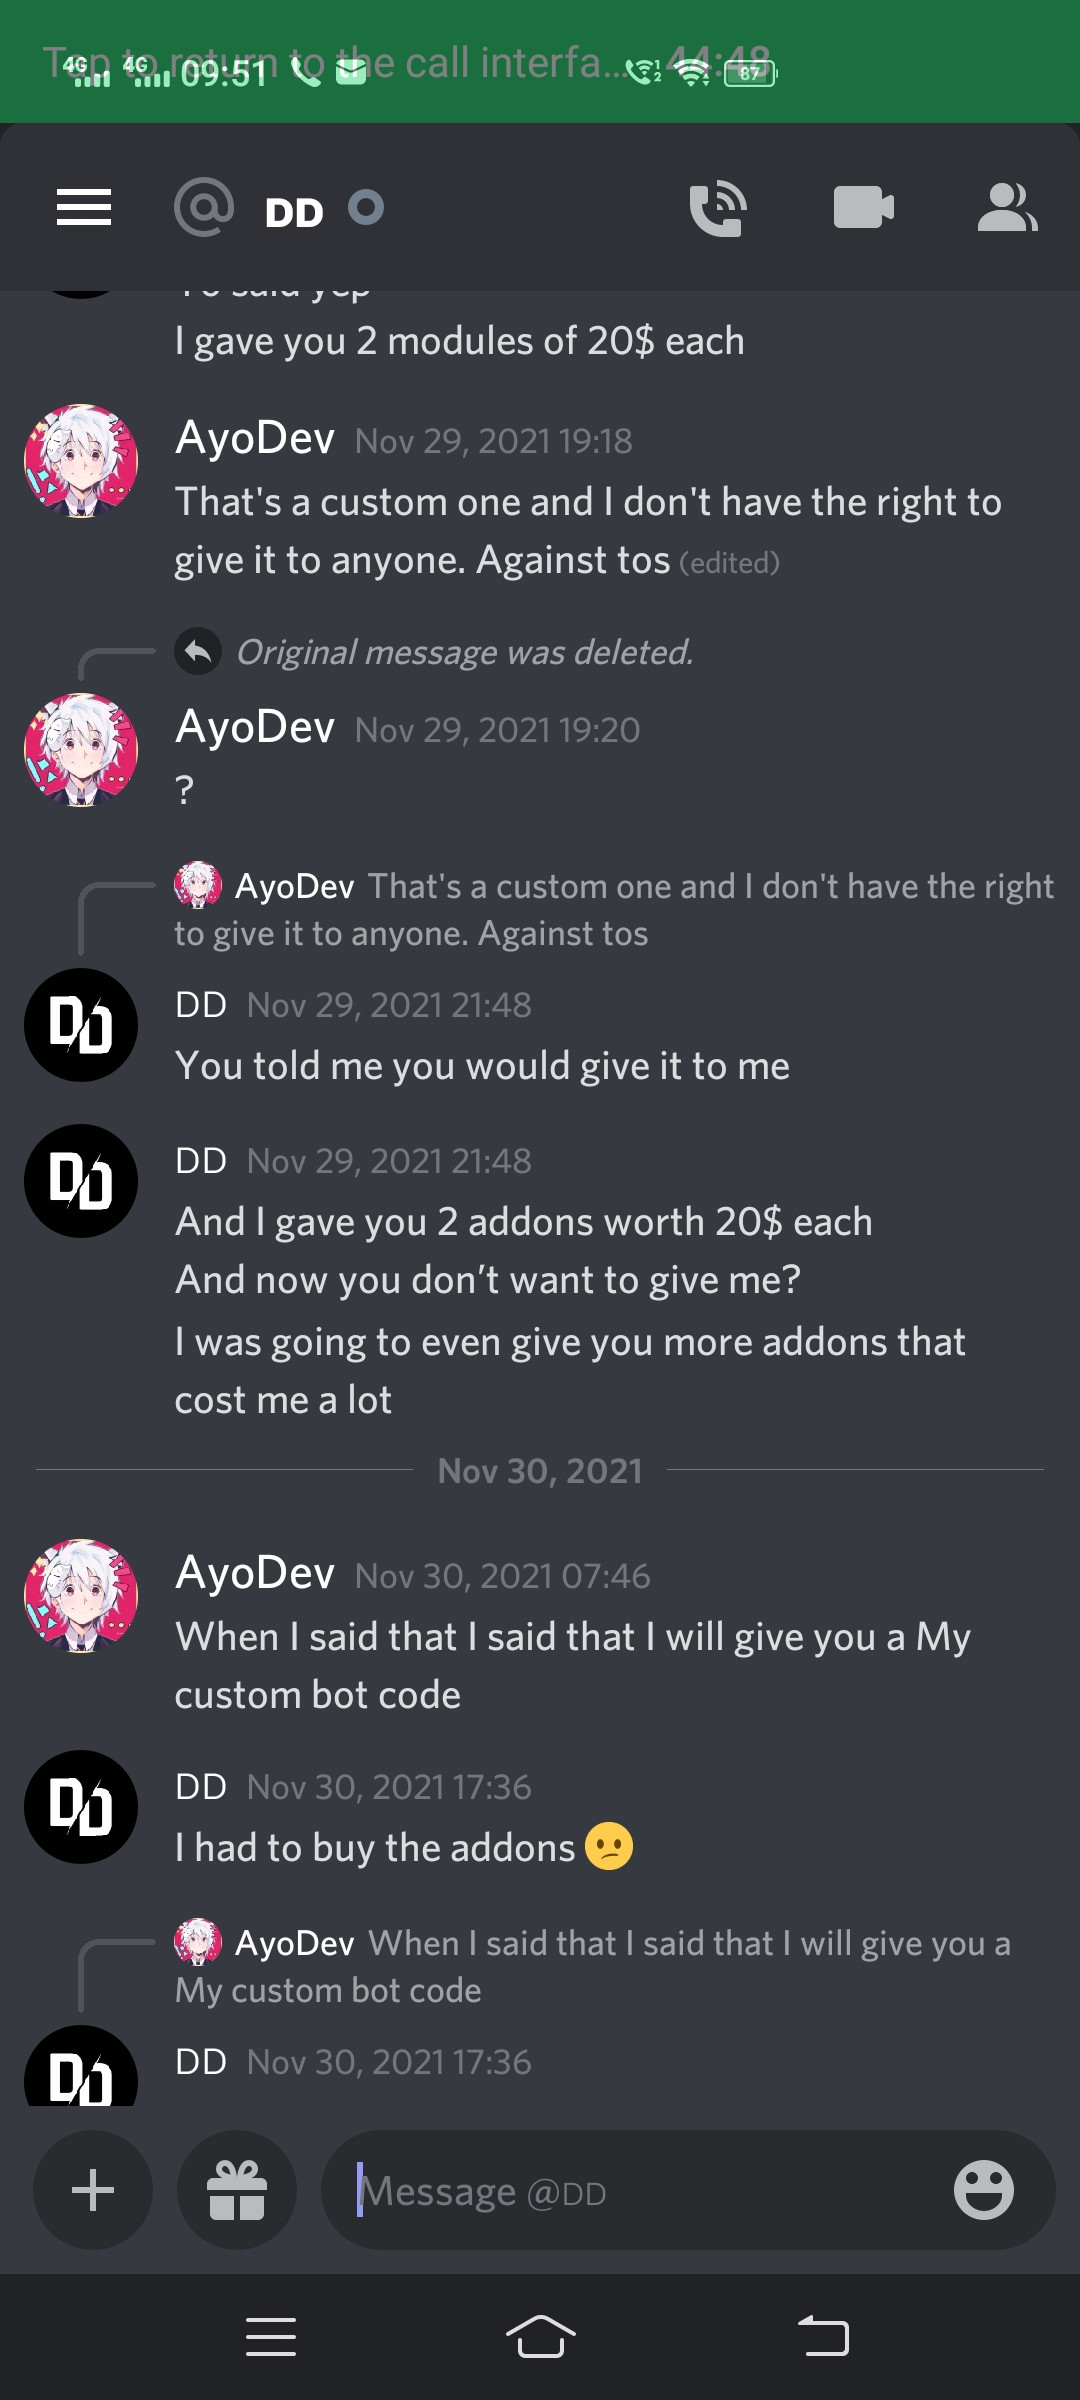 Tap to return to the call interfa... 44:48
4G 4G 09:51 87
@ DD
To said yep
I gave you 2 modules of 20$ each
AyoDev Nov 29, 2021 19:18
That's a custom one and I don't have the right to
give it to anyone. Against tos (edited)
Original message was deleted.
AyoDev Nov 29, 2021 19:20
?
AyoDev That's a custom one and I don't have the right
to give it to anyone. Against tos
DD Nov 29, 2021 21:48
You told me you would give it to me
DD Nov 29, 2021 21:48
And I gave you 2 addons worth 20$ each
And now you don’t want to give me?
I was going to even give you more addons that
cost me a lot
Nov 30, 2021
AyoDev Nov 30, 2021 07:46
When I said that I said that I will give you a My
custom bot code
DD Nov 30, 2021 17:36
I had to buy the addons 😕
AyoDev When I said that I said that I will give you a
My custom bot code
DD Nov 30, 2021 17:36
Message @DD